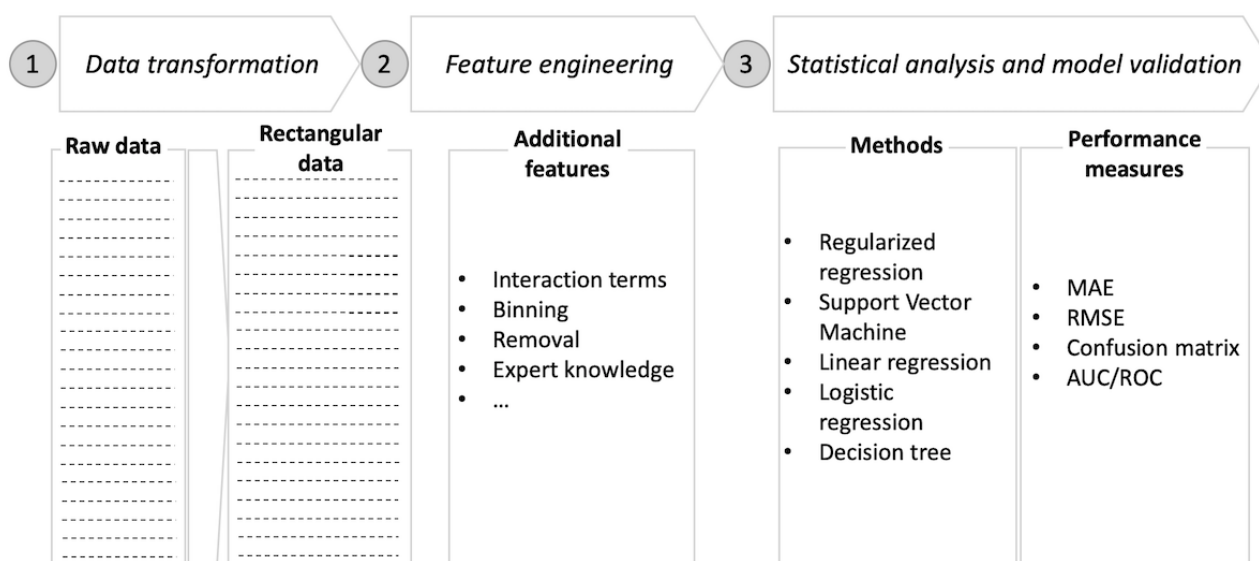 1
Data transformation
2
Feature engineering
3
Statistical analysis and model validation
Raw data
Rectangular
data
Additional
features
• Interaction terms
• Binning
• Removal
• Expert knowledge
• ...
Methods
• Regularized
regression
• Support Vector
Machine
• Linear regression
• Logistic
regression
• Decision tree
Performance
measures
• MAE
• RMSE
• Confusion matrix
• AUC/ROC